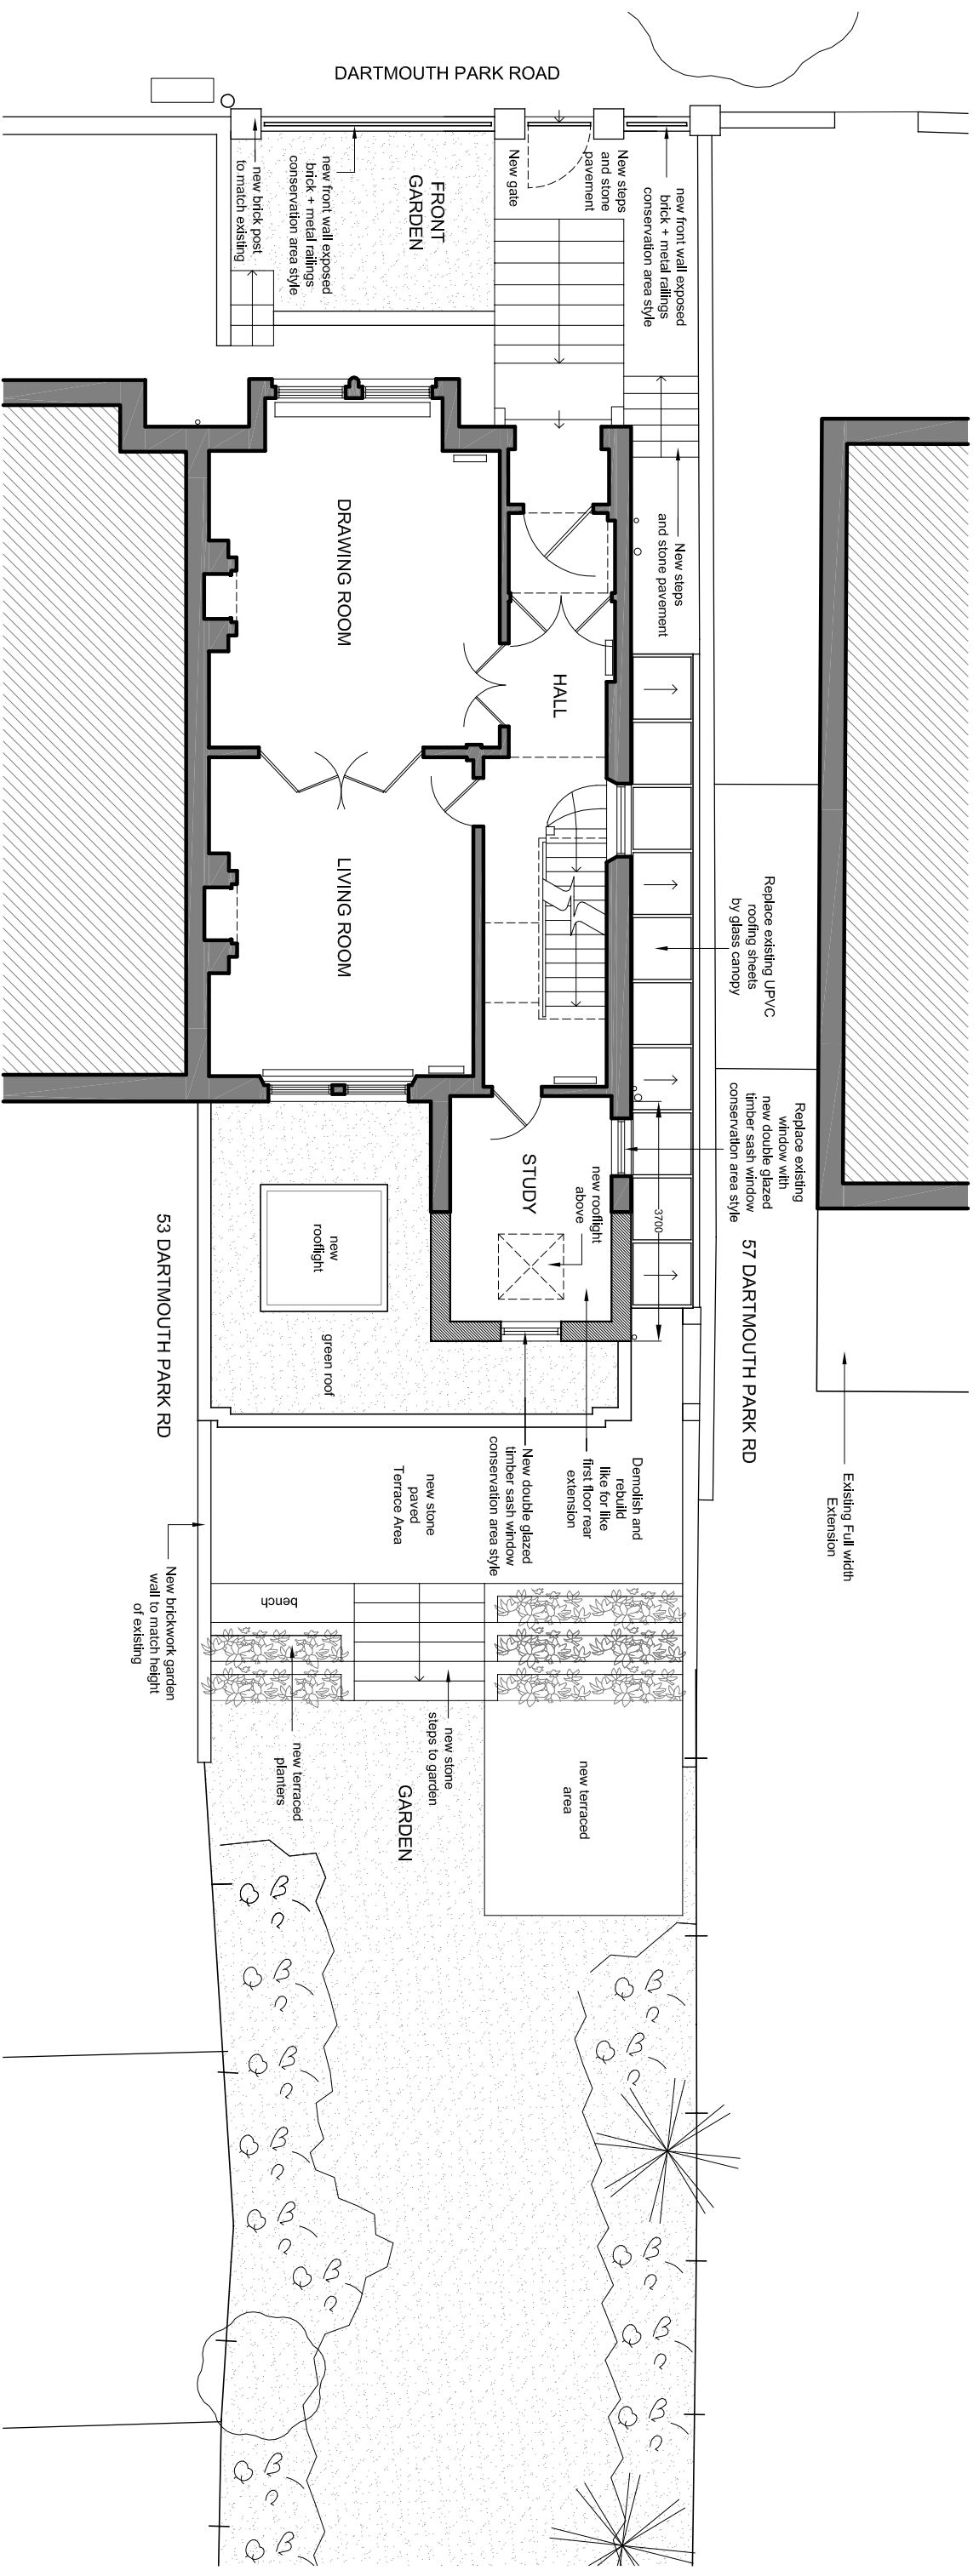 DARTMOUTH PARK ROAD
new front wall exposed
brick + metal railings
conservation area style
New steps
and stone
pavement
New gate
FRONT
GARDEN
new front wall exposed
brick + metal railings
conservation area style
new brick post
to match existing
New steps
and stone pavement
DRAWING ROOM
HALL
LIVING ROOM
Replace existing UPVC
roofing sheets
by glass canopy
Replace existing
window with
new double glazed
timber sash window
conservation area style
3700
STUDY
new rooflight
above
new
rooflight
green roof
57 DARTMOUTH PARK RD
53 DARTMOUTH PARK RD
Existing Full width
Extension
Demolish and
rebuild
like for like
first floor rear
extension
New double glazed
timber sash window
conservation area style
new stone
paved
Terrace Area
New brickwork garden
wall to match height
of existing
bench
new stone
steps to garden
new terraced
planters
new terraced
area
GARDEN